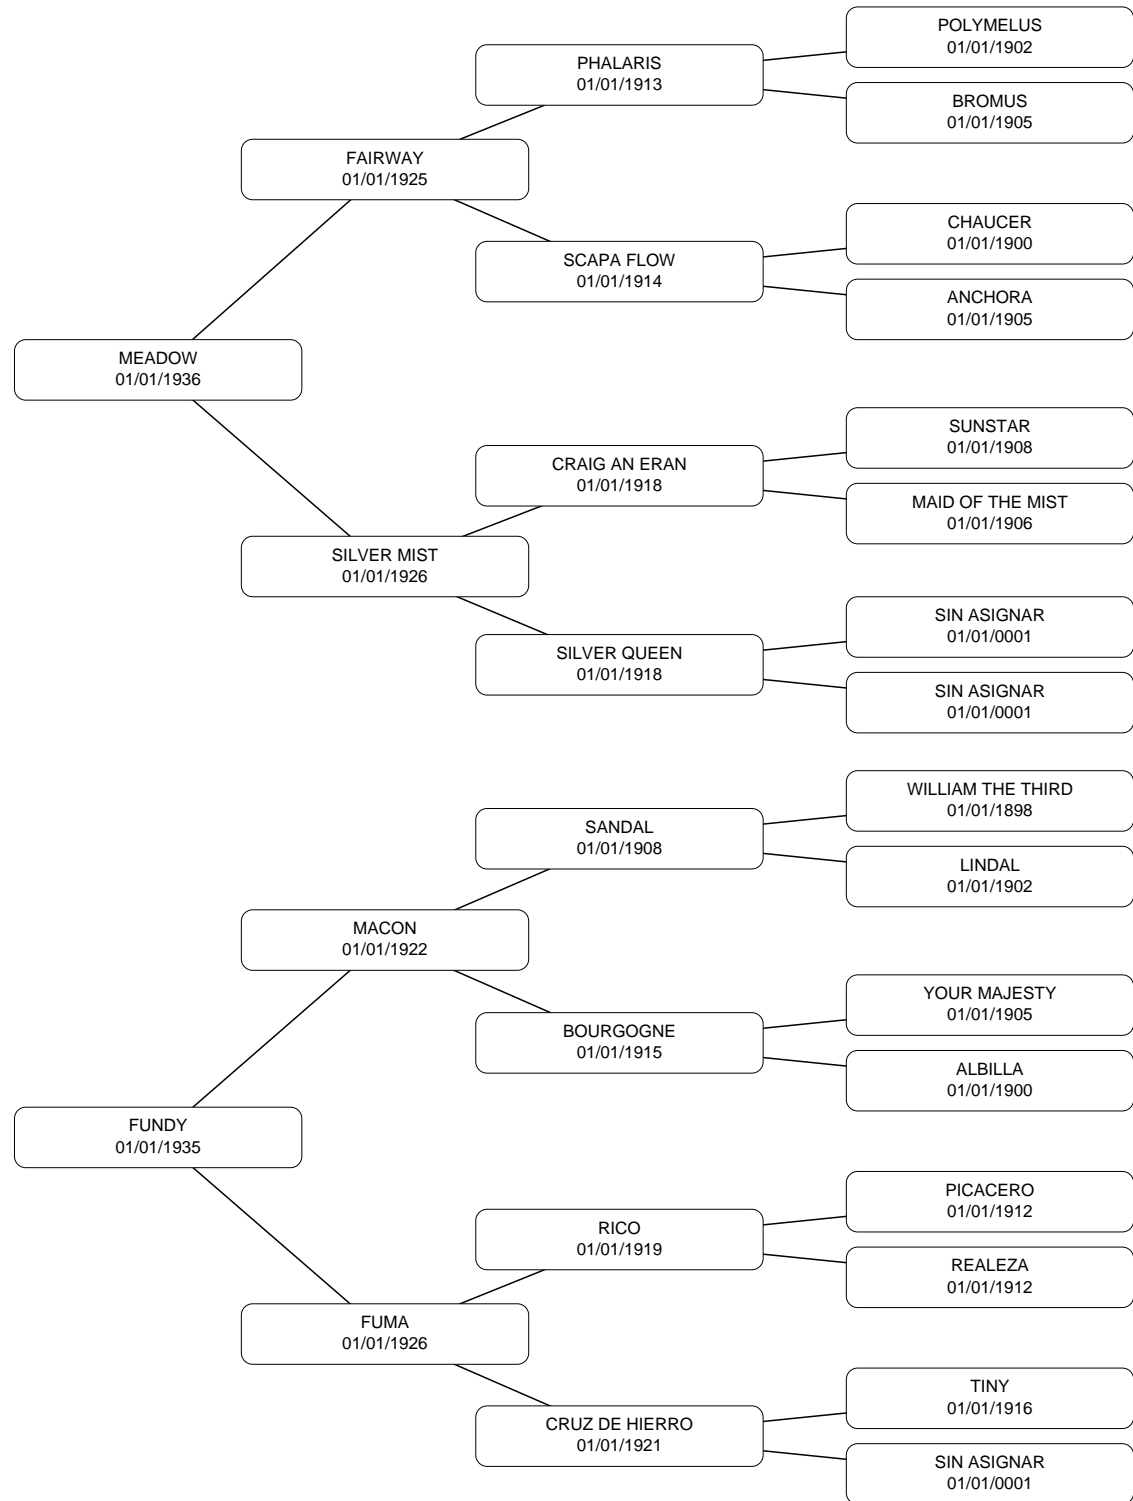 POLYMELUS
01/01/1902
PHALARIS
01/01/1913
BROMUS
01/01/1905
FAIRWAY
01/01/1925
CHAUCER
01/01/1900
SCAPA FLOW
01/01/1914
ANCHORA
01/01/1905
MEADOW
01/01/1936
SUNSTAR
01/01/1908
CRAIG AN ERAN
01/01/1918
MAID OF THE MIST
01/01/1906
SILVER MIST
01/01/1926
SIN ASIGNAR
01/01/0001
SILVER QUEEN
01/01/1918
SIN ASIGNAR
01/01/0001
WILLIAM THE THIRD
01/01/1898
SANDAL
01/01/1908
LINDAL
01/01/1902
MACON
01/01/1922
YOUR MAJESTY
01/01/1905
BOURGOGNE
01/01/1915
ALBILLA
01/01/1900
FUNDY
01/01/1935
PICACERO
01/01/1912
RICO
01/01/1919
REALEZA
01/01/1912
FUMA
01/01/1926
TINY
01/01/1916
CRUZ DE HIERRO
01/01/1921
SIN ASIGNAR
01/01/0001